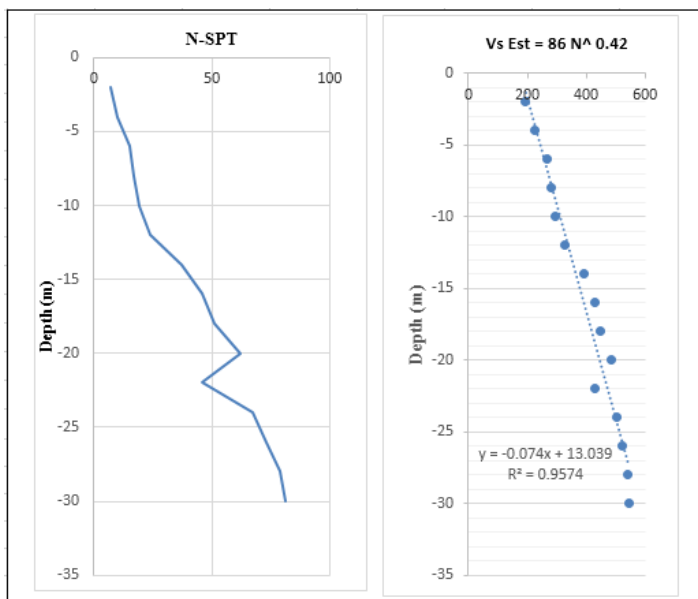 N-SPT
0 50 100
0
-5
-10
-15
-20
-25
-30
-35
Depth (m)
Vs Est = 86 N^ 0.42
0 200 400 600
0
-5
-10
-15
-20
-25
-30
-35
Depth (m)
y = -0.074x + 13.039
R² = 0.9574